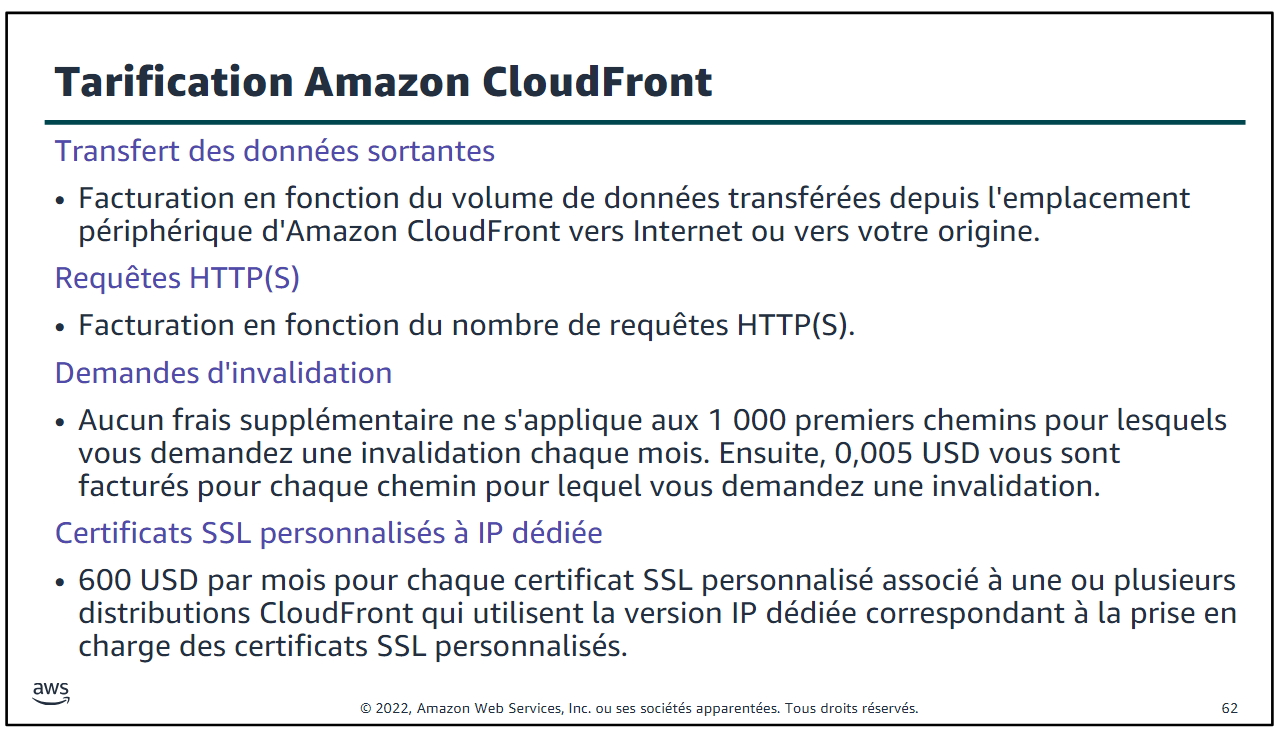 Tarification Amazon CloudFront
Transfert des données sortantes
• Facturation en fonction du volume de données transférées depuis l'emplacement
périphérique d'Amazon CloudFront vers Internet ou vers votre origine.
Requêtes HTTP(S)
• Facturation en fonction du nombre de requêtes HTTP(S).
Demandes d'invalidation
• Aucun frais supplémentaire ne s'applique aux 1 000 premiers chemins pour lesquels
vous demandez une invalidation chaque mois. Ensuite, 0,005 USD vous sont
facturés pour chaque chemin pour lequel vous demandez une invalidation.
Certificats SSL personnalisés à IP dédiée
• 600 USD par mois pour chaque certificat SSL personnalisé associé à une ou plusieurs
distributions CloudFront qui utilisent la version IP dédiée correspondant à la prise en
charge des certificats SSL personnalisés.
aws
© 2022, Amazon Web Services, Inc. ou ses sociétés apparentées. Tous droits réservés.
62